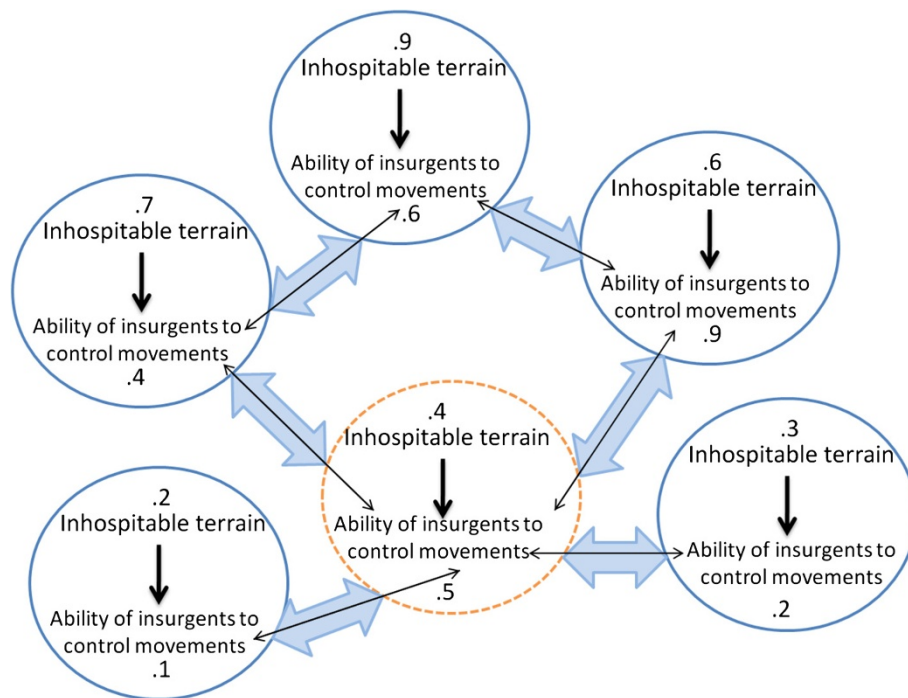 .9
Inhospitable terrain
Ability of insurgents to
control movements
.6
.6
Inhospitable terrain
Ability of insurgents to
control movements
.9
.7
Inhospitable terrain
Ability of insurgents to
control movements
.4
.4
Inhospitable terrain
Ability of insurgents to
control movements
.5
.3
Inhospitable terrain
Ability of insurgents to
control movements
.2
.2
Inhospitable terrain
Ability of insurgents to
control movements
.1